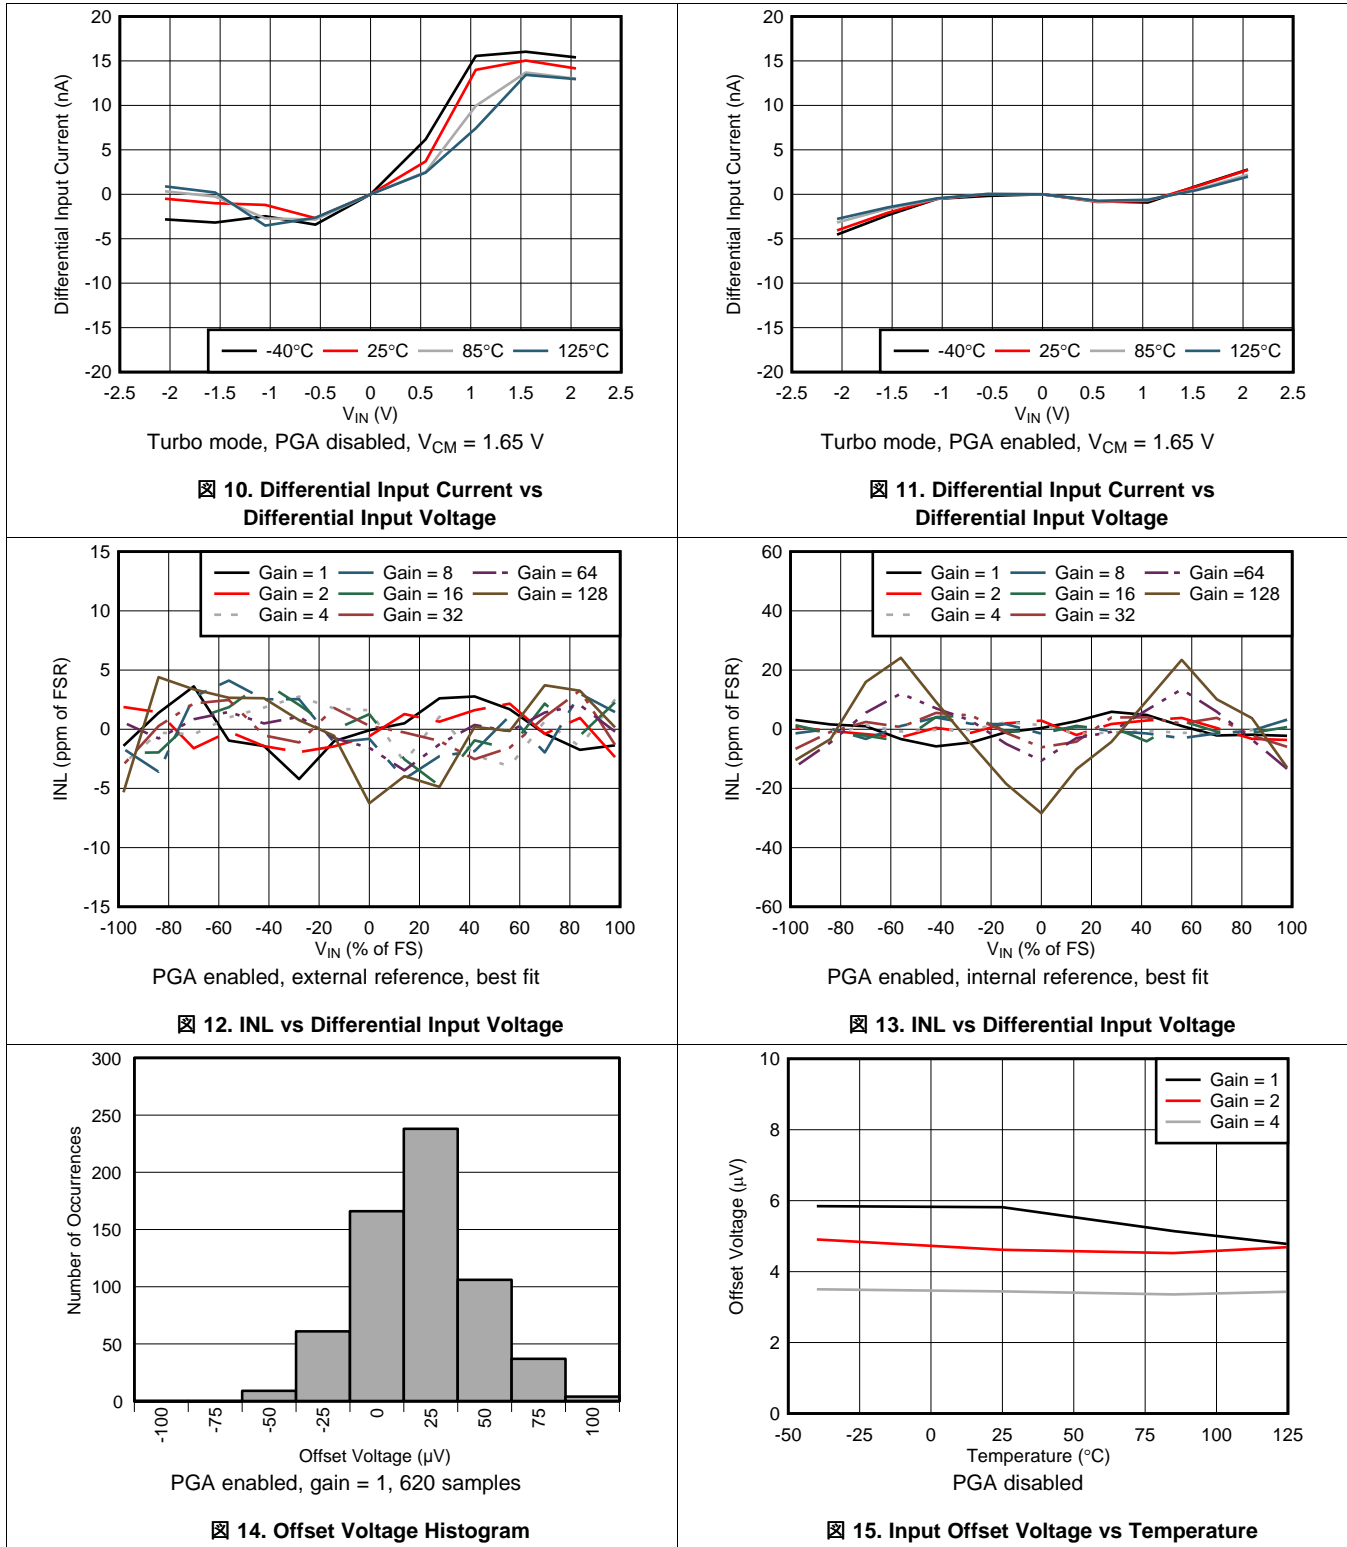 20
15
10
5
0
-5
-10
-15
-20
Differential Input Current (nA)
-40°C 25°C 85°C 125°C
-2.5 -2 -1.5 -1 -0.5 0 0.5 1 1.5 2 2.5
V_IN (V)
Turbo mode, PGA disabled, V_CM = 1.65 V
図 10. Differential Input Current vs
Differential Input Voltage
20
15
10
5
0
-5
-10
-15
-20
Differential Input Current (nA)
-40°C 25°C 85°C 125°C
-2.5 -2 -1.5 -1 -0.5 0 0.5 1 1.5 2 2.5
V_IN (V)
Turbo mode, PGA enabled, V_CM = 1.65 V
図 11. Differential Input Current vs
Differential Input Voltage
15
10
5
0
-5
-10
-15
INL (ppm of FSR)
Gain = 1 Gain = 8 Gain = 64
Gain = 2 Gain = 16 Gain = 128
Gain = 4 Gain = 32
-100 -80 -60 -40 -20 0 20 40 60 80 100
V_IN (% of FS)
PGA enabled, external reference, best fit
図 12. INL vs Differential Input Voltage
60
40
20
0
-20
-40
-60
INL (ppm of FSR)
Gain = 1 Gain = 8 Gain =64
Gain = 2 Gain = 16 Gain = 128
Gain = 4 Gain = 32
-100 -80 -60 -40 -20 0 20 40 60 80 100
V_IN (% of FS)
PGA enabled, internal reference, best fit
図 13. INL vs Differential Input Voltage
300
250
200
150
100
50
0
Number of Occurrences
-100 -75 -50 -25 0 25 50 75 100
Offset Voltage (µV)
PGA enabled, gain = 1, 620 samples
図 14. Offset Voltage Histogram
10
8
6
4
2
0
Offset Voltage (µV)
Gain = 1
Gain = 2
Gain = 4
-50 -25 0 25 50 75 100 125
Temperature (°C)
PGA disabled
図 15. Input Offset Voltage vs Temperature